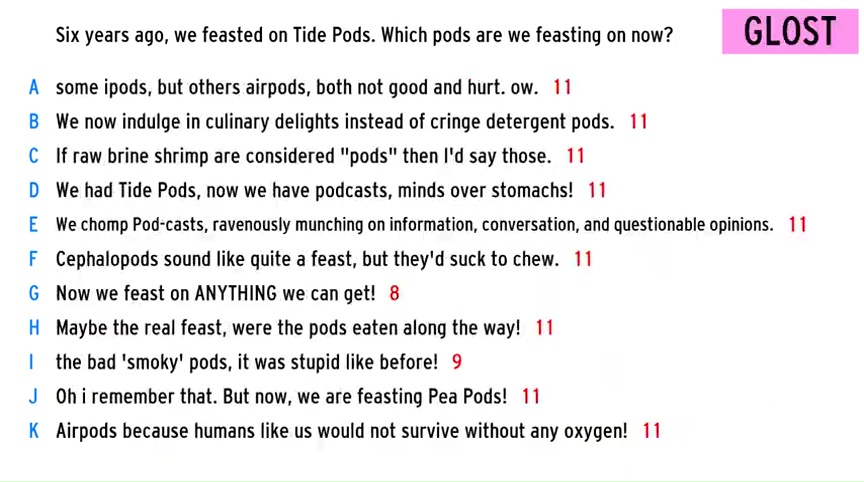 Six years ago, we feasted on Tide Pods. Which pods are we feasting on now?
GLOST
A some ipods, but others airpods, both not good and hurt. ow. 11
B We now indulge in culinary delights instead of cringe detergent pods. 11
C If raw brine shrimp are considered "pods" then I'd say those. 11
D We had Tide Pods, now we have podcasts, minds over stomachs! 11
E We chomp Pod-casts, ravenously munching on information, conversation, and questionable opinions. 11
F Cephalopods sound like quite a feast, but they'd suck to chew. 11
G Now we feast on ANYTHING we can get! 8
H Maybe the real feast, were the pods eaten along the way! 11
I the bad 'smoky' pods, it was stupid like before! 9
J Oh i remember that. But now, we are feasting Pea Pods! 11
K Airpods because humans like us would not survive without any oxygen! 11